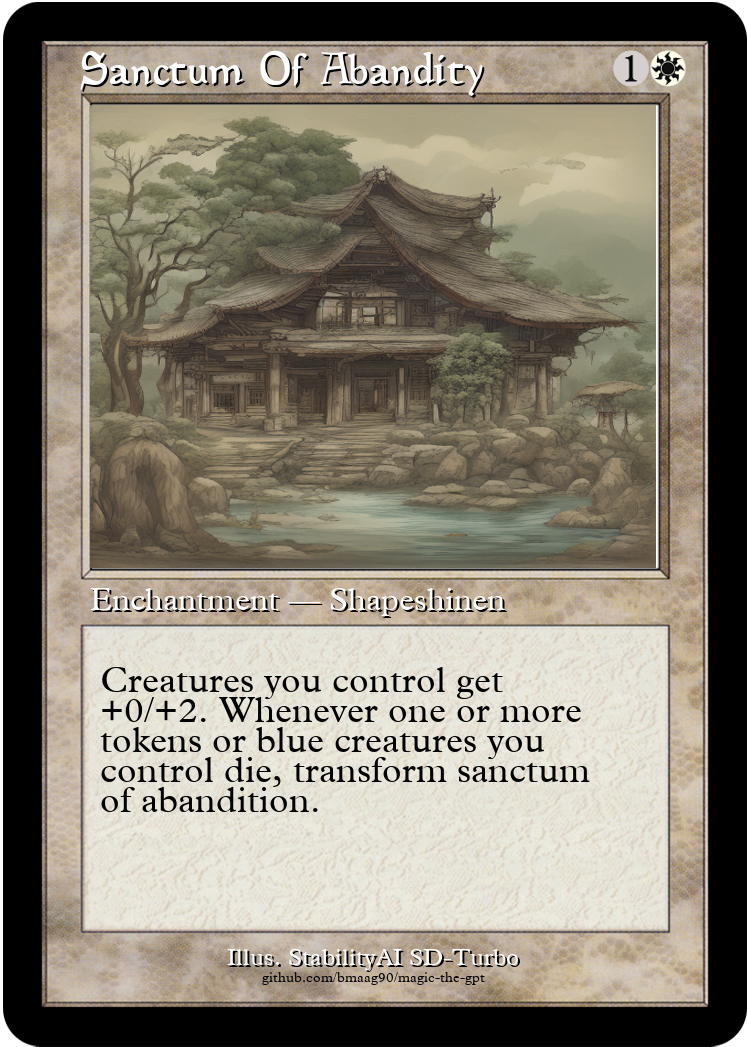 Sanctum Of Abandity 1
Enchantment — Shapeshinen
Creatures you control get
+0/+2. Whenever one or more
tokens or blue creatures you
control die, transform sanctum
of abandition.
Illus. StabilityAI SD-Turbo
github.com/bmaag90/magic-the-gpt